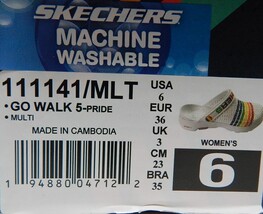 SKECHERS
MACHINE
WASHABLE
111141/MLT
•GO WALK 5-PRIDE
• MULTI
MADE IN CAMBODIA
1 94880 04712 2
USA
6
EUR
36
UK
3
CM
23
BRA
35
WOMEN'S
6